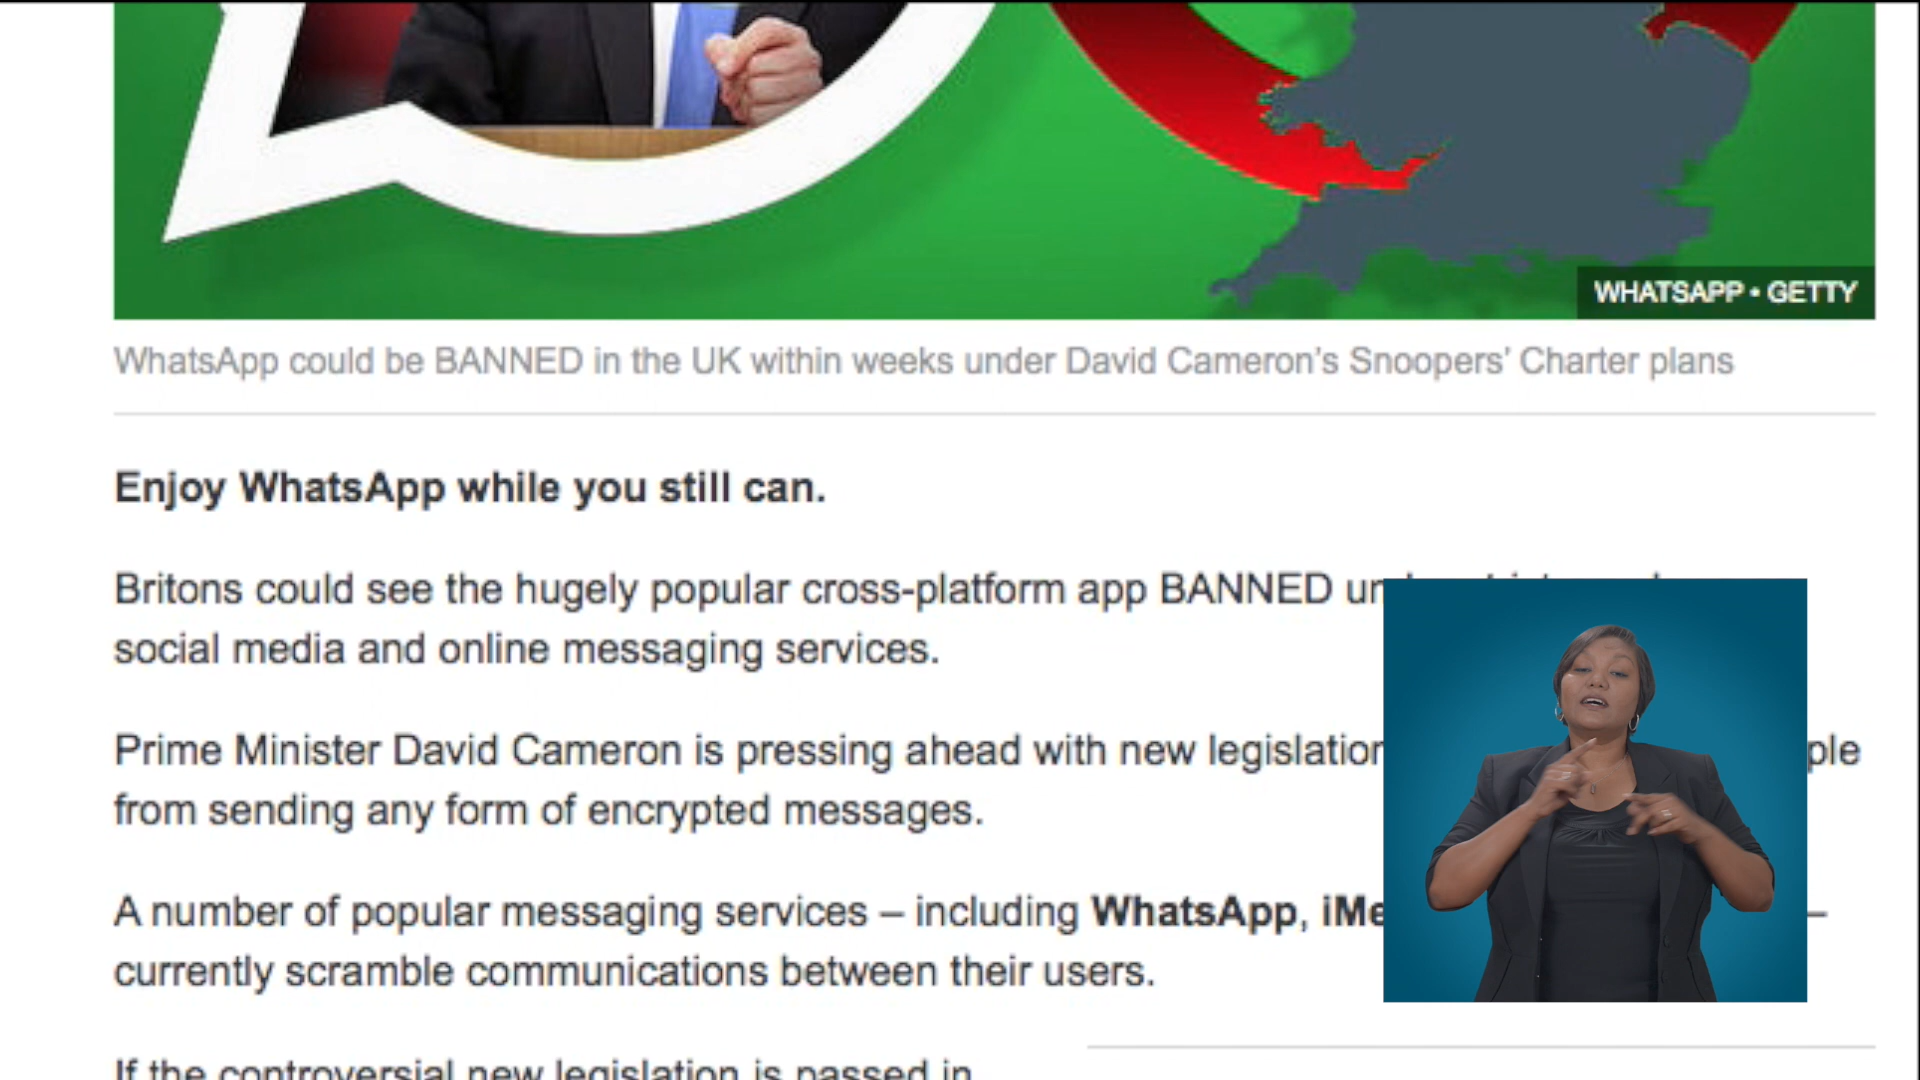 WHATSAPP • GETTY
WhatsApp could be BANNED in the UK within weeks under David Cameron's Snoopers' Charter plans
Enjoy WhatsApp while you still can.
Britons could see the hugely popular cross-platform app BANNED
social media and online messaging services.
Prime Minister David Cameron is pressing ahead with new
from sending any form of encrypted messages.
A number of popular messaging services – including WhatsApp, –
currently scramble communications between their users.
If the controversial new legislation is passed in